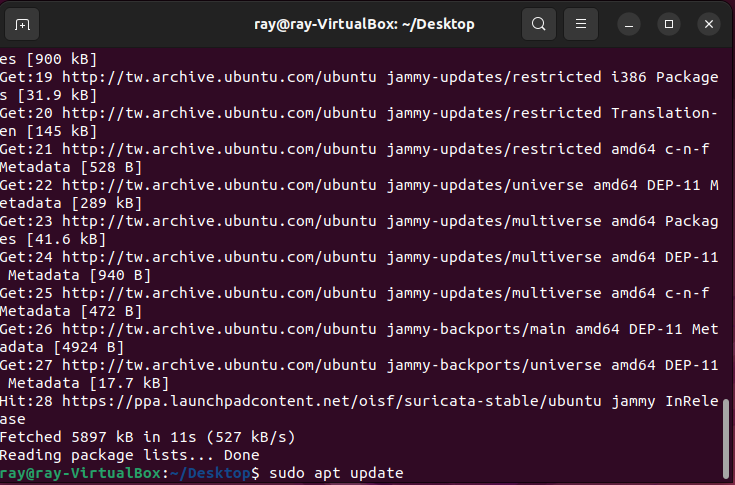 ray@ray-VirtualBox: ~/Desktop
es [900 kB]
Get:19 http://tw.archive.ubuntu.com/ubuntu jammy-updates/restricted i386 Package
s [31.9 kB]
Get:20 http://tw.archive.ubuntu.com/ubuntu jammy-updates/restricted Translation-
en [145 kB]
Get:21 http://tw.archive.ubuntu.com/ubuntu jammy-updates/restricted amd64 c-n-f
Metadata [528 B]
Get:22 http://tw.archive.ubuntu.com/ubuntu jammy-updates/universe amd64 DEP-11 M
etadata [289 kB]
Get:23 http://tw.archive.ubuntu.com/ubuntu jammy-updates/multiverse amd64 Packag
es [41.6 kB]
Get:24 http://tw.archive.ubuntu.com/ubuntu jammy-updates/multiverse amd64 DEP-11
 Metadata [940 B]
Get:25 http://tw.archive.ubuntu.com/ubuntu jammy-updates/multiverse amd64 c-n-f
Metadata [472 B]
Get:26 http://tw.archive.ubuntu.com/ubuntu jammy-backports/main amd64 DEP-11 Met
adata [4924 B]
Get:27 http://tw.archive.ubuntu.com/ubuntu jammy-backports/universe amd64 DEP-11
 Metadata [17.7 kB]
Hit:28 https://ppa.launchpadcontent.net/oisf/suricata-stable/ubuntu jammy InRele
ase
Fetched 5897 kB in 11s (527 kB/s)
Reading package lists... Done
ray@ray-VirtualBox:~/Desktop$ sudo apt update